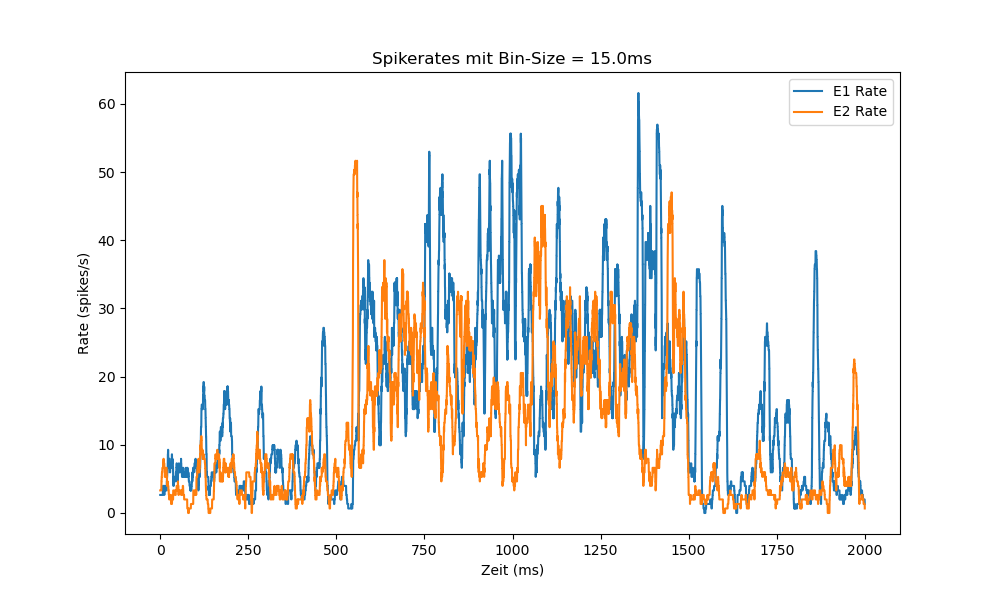 Spikerates mit Bin-Size = 15.0ms
E1 Rate
E2 Rate
Rate (spikes/s)
60
50
40
30
20
10
0
0 250 500 750 1000 1250 1500 1750 2000
Zeit (ms)